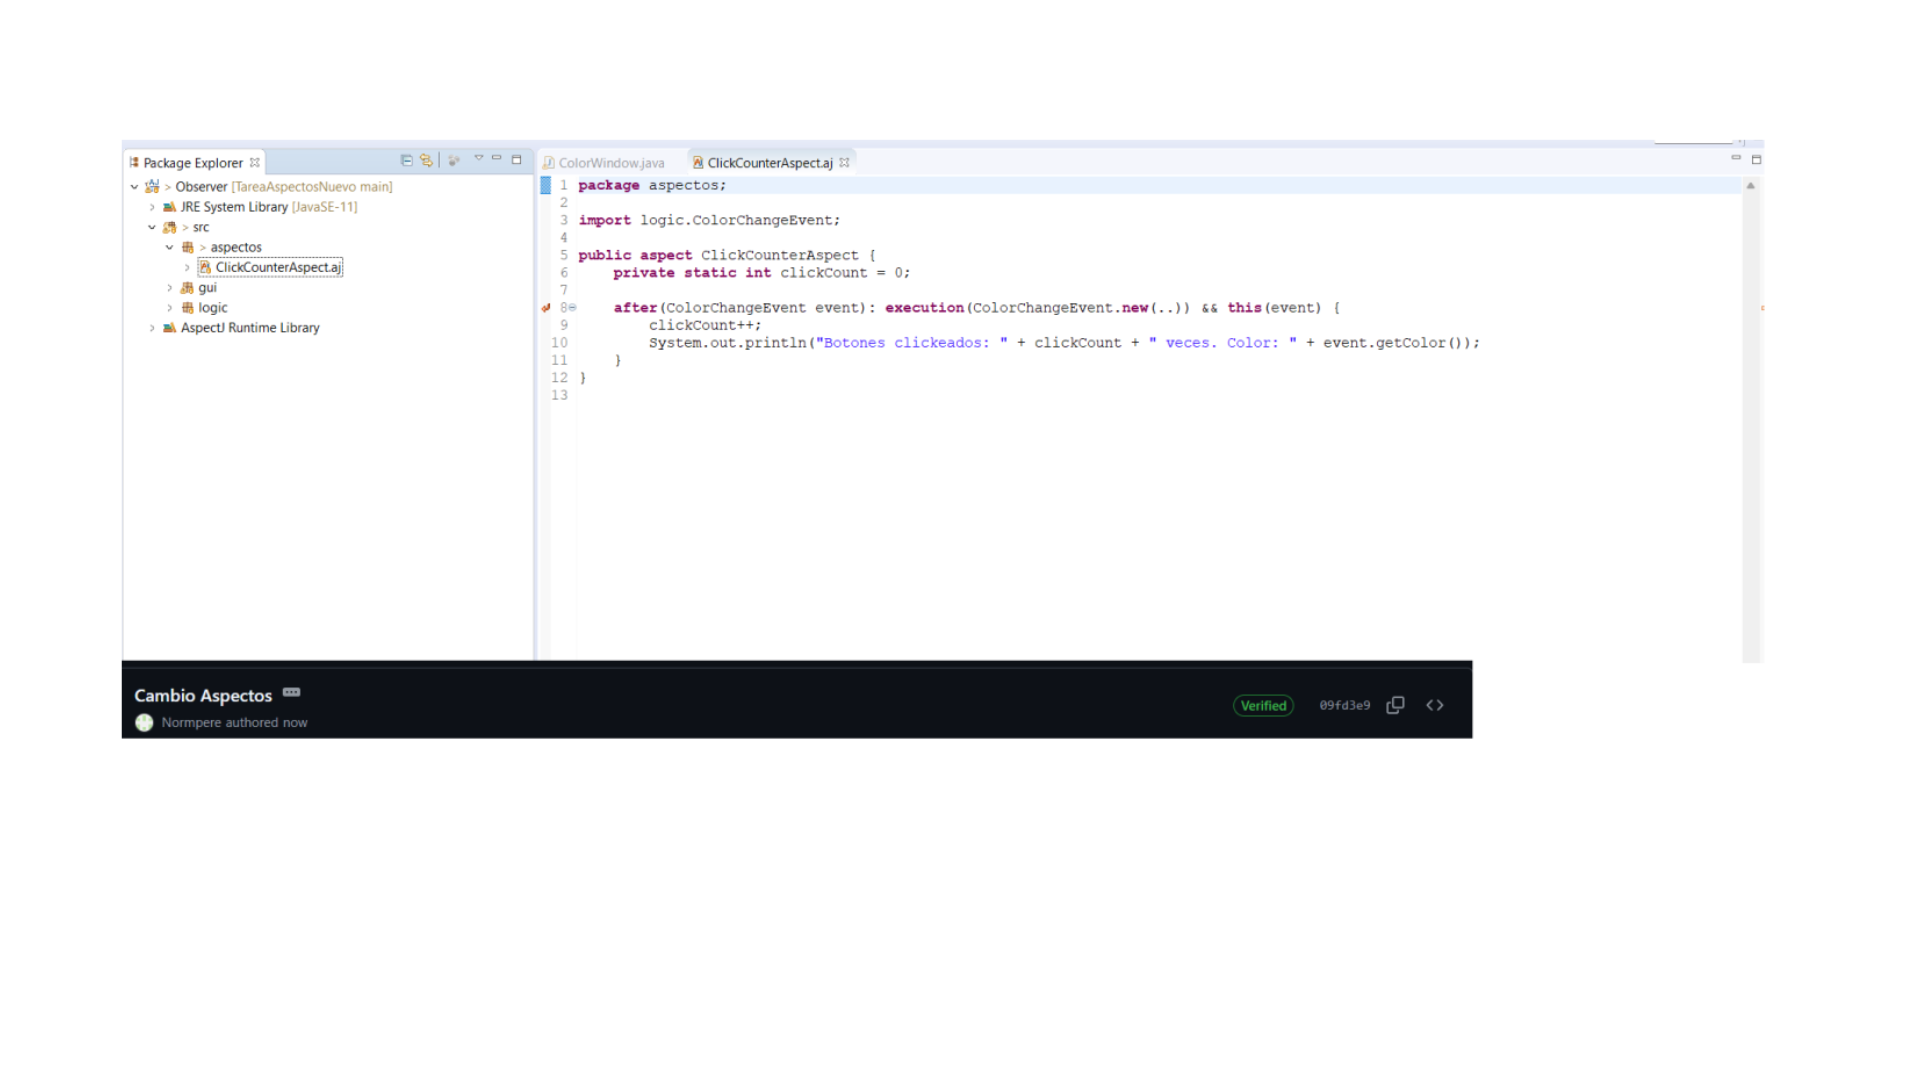 Package Explorer
Observer [TareaAspectosNuevo main]
JRE System Library [JavaSE-11]
src
aspectos
ClickCounterAspect.aj
gui
logic
AspectJ Runtime Library
ColorWindow.java
ClickCounterAspect.aj
1 package aspectos;
2
3 import logic.ColorChangeEvent;
4
5 public aspect ClickCounterAspect {
6 private static int clickCount = 0;
7
8 after(ColorChangeEvent event): execution(ColorChangeEvent.new(..)) && this(event) {
9 clickCount++;
10 System.out.println("Botones clickeados: " + clickCount + " veces. Color: " + event.getColor());
11 }
12 }
13
Cambio Aspectos
Normpere authored now
Verified
09fd3e9